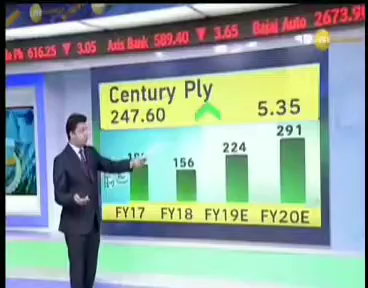 616.25 ▼ 3.05 Axis Bank 589.40 ▼ 3.65 Bajaj Auto 2673.9
Century Ply
247.60 5.35
156 224 291
FY17 FY18 FY19E FY20E